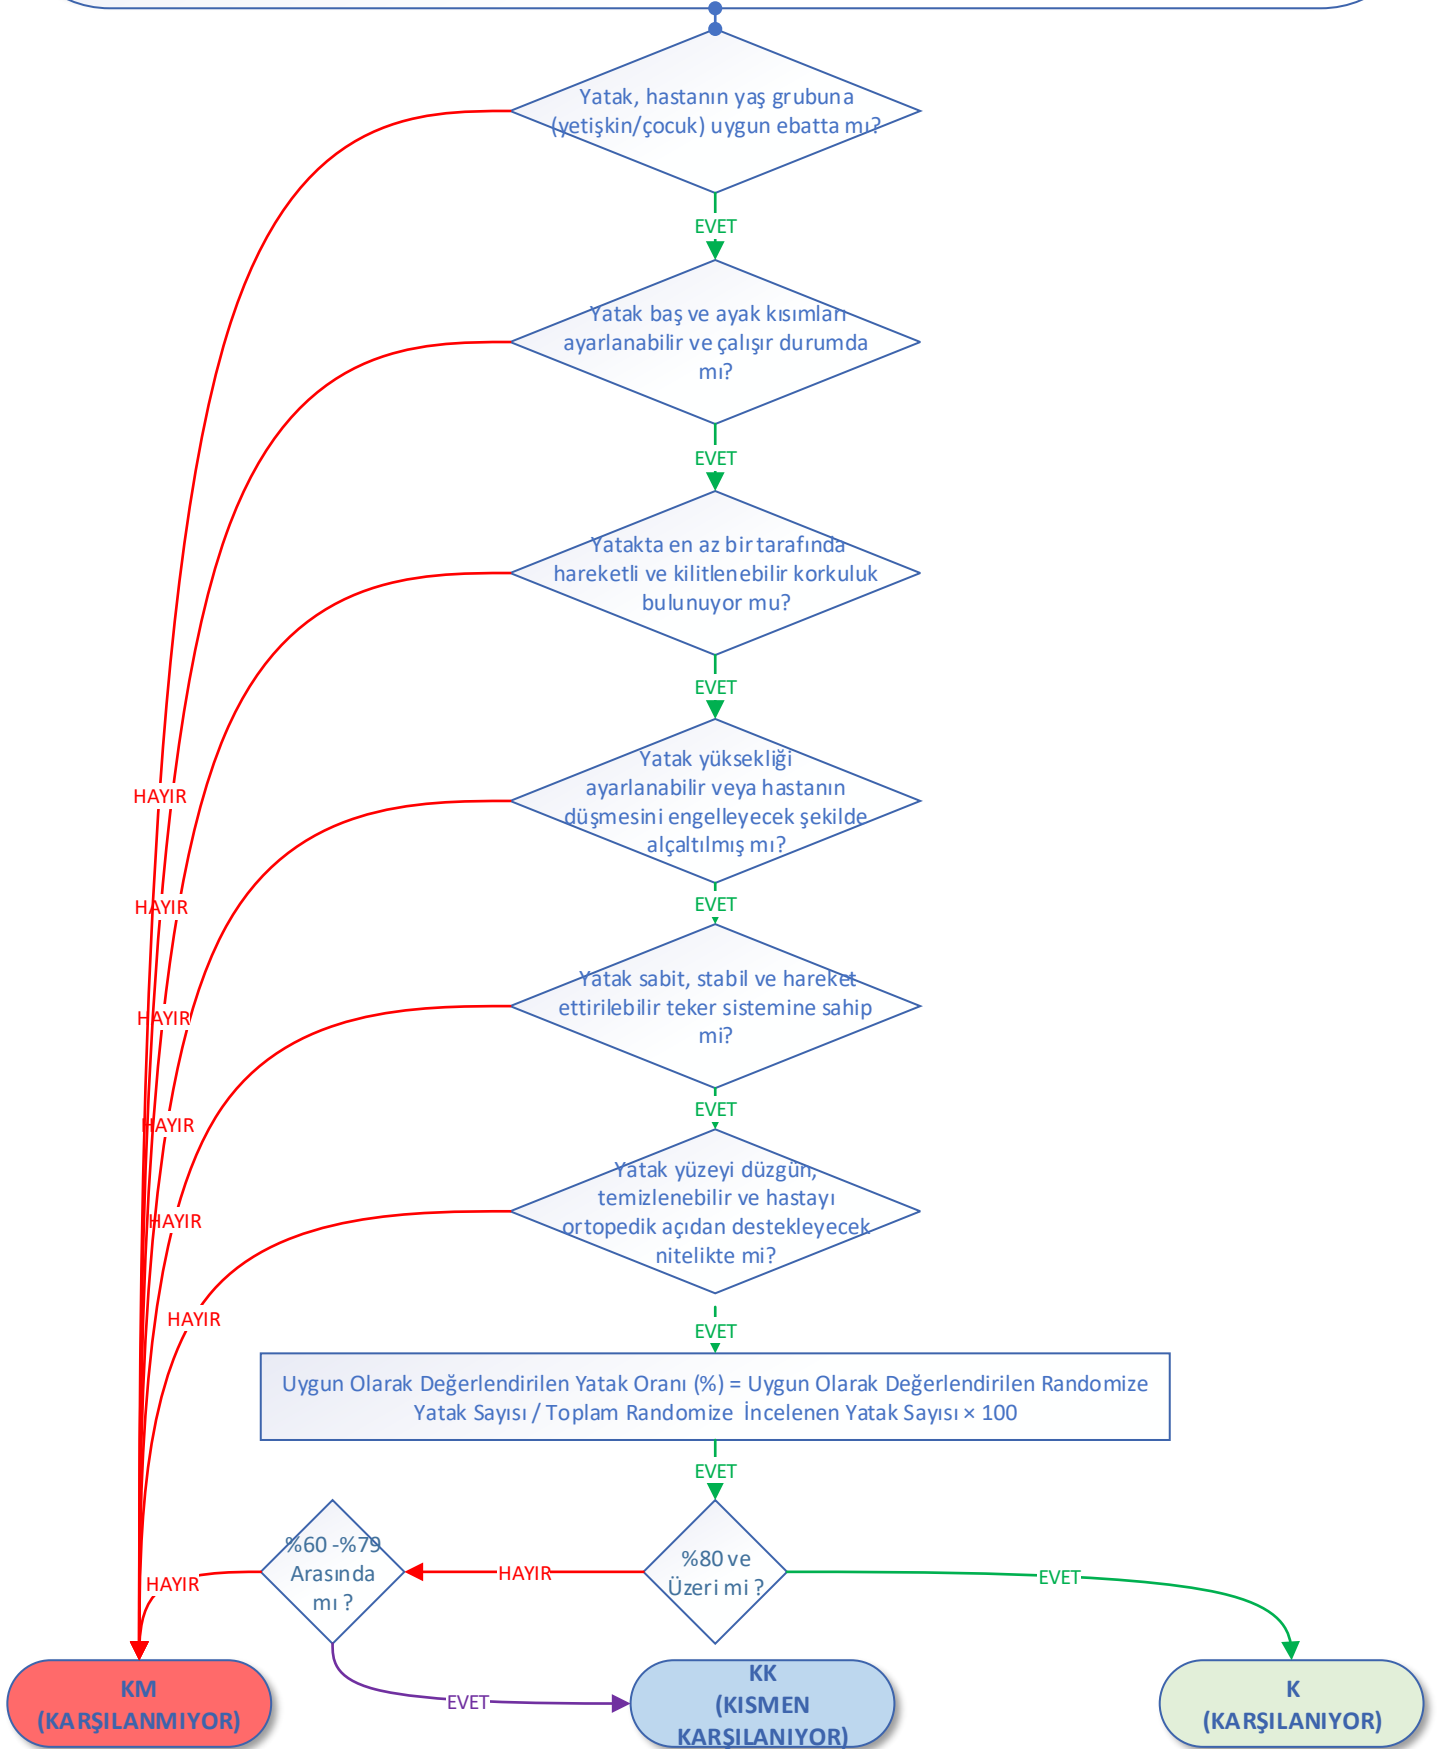 Yatak, hastanın yaş grubuna
(yetişkin/çocuk) uygun ebatta mı?
EVET
Yatak baş ve ayak kısımları
ayarlanabilir ve çalışır durumda
mı?
EVET
Yatakta en az bir tarafında
hareketli ve kilitlenebilir korkuluk
bulunuyor mu?
EVET
Yatak yüksekliği
ayarlanabilir veya hastanın
düşmesini engelleyecek şekilde
alçaltılmış mı?
HAYIR
EVET
HAYIR
Yatak sabit, stabil ve hareket
ettirilebilir teker sistemine sahip
mi?
HAYIR
EVET
HAYIR
Yatak yüzeyi düzgün,
temizlenebilir ve hastayı
ortopedik açıdan destekleyecek
nitelikte mi?
HAYIR
HAYIR
EVET
Uygun Olarak Değerlendirilen Yatak Oranı (%) = Uygun Olarak Değerlendirilen Randomize
Yatak Sayısı / Toplam Randomize İncelenen Yatak Sayısı × 100
EVET
%60 -%79
Arasında
mı ?
HAYIR
HAYIR
%80 ve
Üzeri mi ?
EVET
EVET
KM
(KARŞILANMIYOR)
KK
(KISMEN
KARŞILANIYOR)
K
(KARŞILANIYOR)